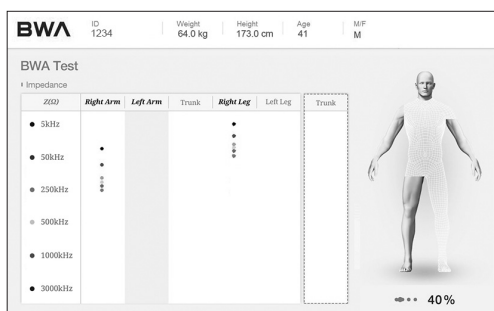 BWA
ID
1234
Weight
64.0 kg
Height
173.0 cm
Age
41
M/F
M
BWA Test
Impedance
Z(Ω) Right Arm Left Arm Trunk Right Leg Left Leg Trunk
5kHz
50kHz
250kHz
500kHz
1000kHz
3000kHz
40%